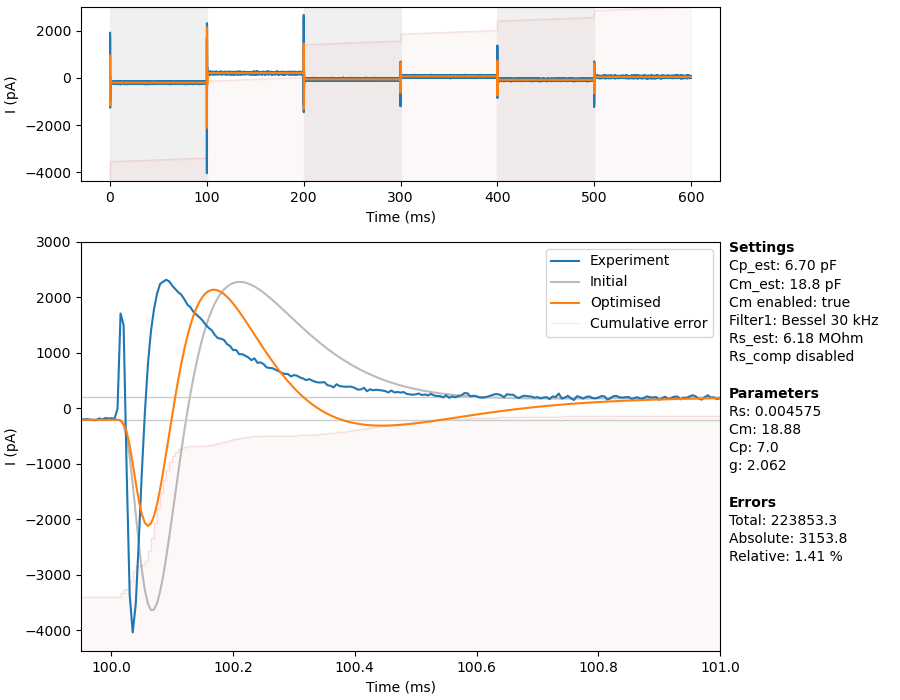 2000
0
−2000
−4000
I (pA)
0 100 200 300 400 500 600
Time (ms)
3000
2000
1000
0
−1000
−2000
−3000
−4000
I (pA)
100.0 100.2 100.4 100.6 100.8 101.0
Time (ms)
Experiment
Initial
Optimised
Cumulative error
Settings
Cp_est: 6.70 pF
Cm_est: 18.8 pF
Cm enabled: true
Filter1: Bessel 30 kHz
Rs_est: 6.18 MOhm
Rs_comp disabled
Parameters
Rs: 0.004575
Cm: 18.88
Cp: 7.0
g: 2.062
Errors
Total: 223853.3
Absolute: 3153.8
Relative: 1.41 %